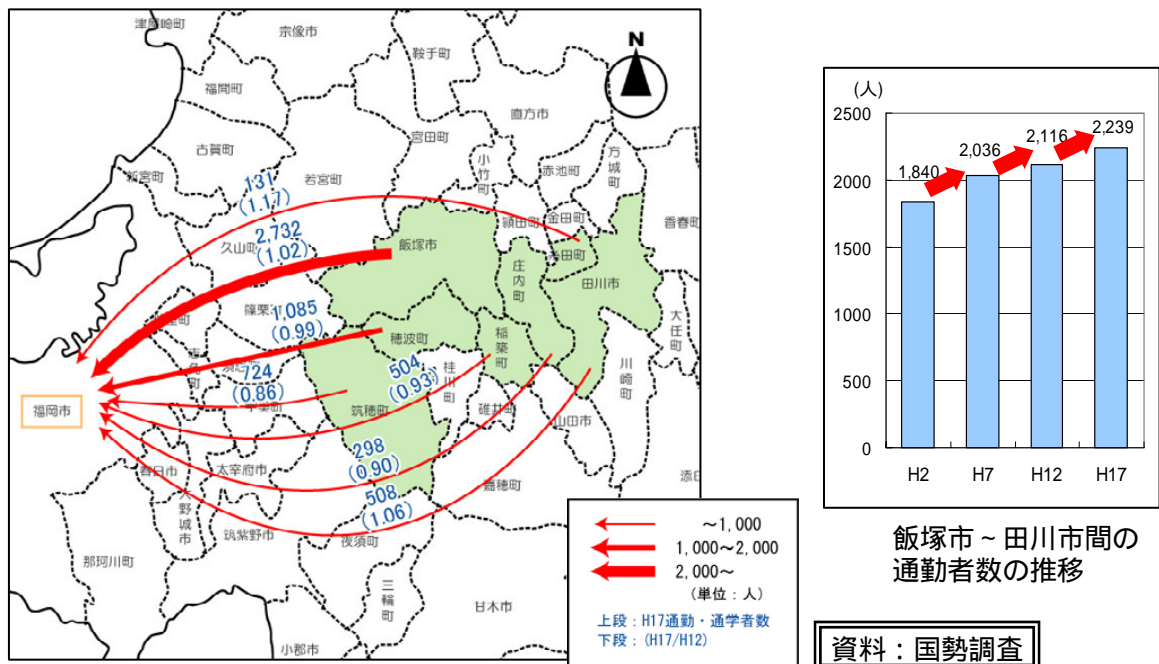 津屋崎町
宗像市
鞍手町
N
福間町
直方市
宮田町
古賀町
小竹町
赤池町
方城町
新宮町
若宮町
131
(1.17)
頴田町
金田町
香春町
2,732
(1.02)
久山町
飯塚市
糸田町
庄内町
田川市
篠栗町
1,085
(0.99)
穂波町
稲築町
大任町
724
(0.86)
504
(0.93)
桂川町
川崎町
福岡市
筑穂町
碓井町
山田市
298
(0.90)
春日市
太宰府市
嘉穂町
添田
508
(1.06)
大野城市
筑紫野市
夜須町
那珂川町
三輪町
甘木市
小郡市
~1,000
1,000~2,000
2,000~
(単位:人)
上段:H17通勤・通学者数
下段:(H17/H12)
(人)
2500
2000
1500
1000
500
0
1,840
2,036
2,116
2,239
H2
H7
H12
H17
飯塚市~田川市間の
通勤者数の推移
資料:国勢調査